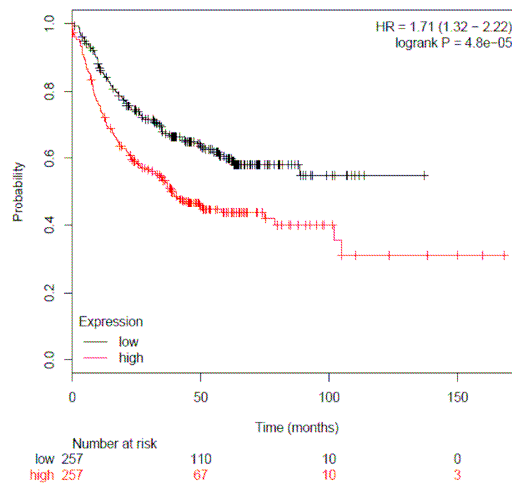 HR = 1.71 (1.32 − 2.22)
logrank P = 4.8e−05
1.0
0.8
0.6
0.4
0.2
0.0
Probability
Expression
low
high
0 50 100 150
Time (months)
Number at risk
low 257 110 10 0
high 257 67 10 3